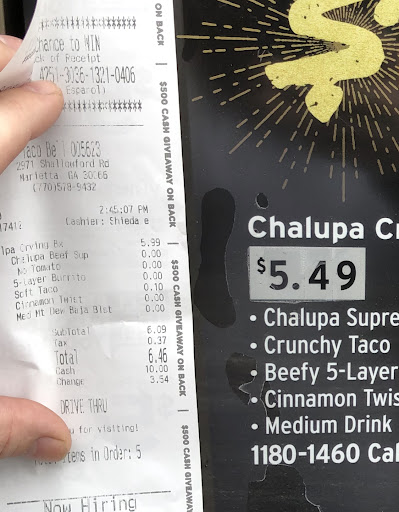 Chance to WIN
of Receipt
4251-3036-1321-0406
Espanol)
Taco Bell 005623
2971 Shallowford Rd
Marietta, GA 30066
(770)578-9432
2:45:07 PM
Cashier: Shieda e
lpa Crving Bx 5.99
Chalupa Beef Sup 0.00
No Tomato 0.00
5-Layer Burrito 0.00
Soft Taco 0.10
Cinnamon Twist 0.00
Med Mt Dew Baja Blst 0.00
SubTotal 6.09
Tax 0.37
Total 6.46
Cash 10.00
Change 3.54
DRIVE THRU
for visiting!
Items in Order: 5
Now Hiring
ON BACK
$500 CASH GIVEAWAY ON BACK
$500 CASH GIVEAWAY ON BACK
$500 CASH GIVEAWAY
Chalupa Cr
$5.49
• Chalupa Supre
• Crunchy Taco
• Beefy 5-Layer
• Cinnamon Twis
• Medium Drink
1180-1460 Cal